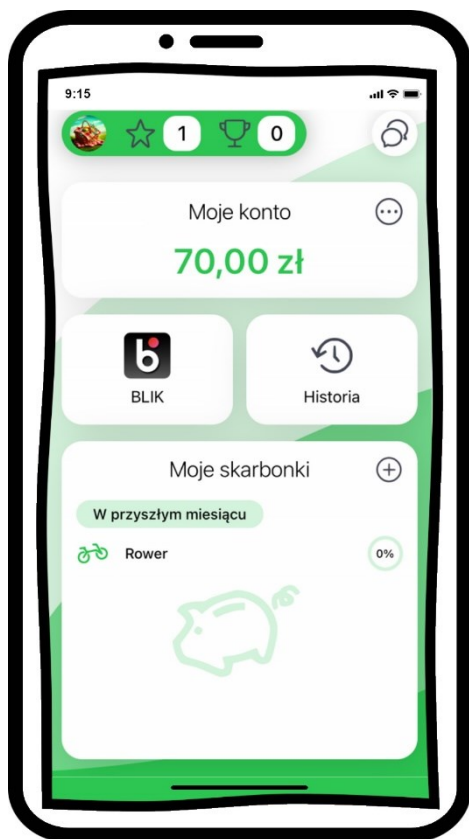 9:15
1 0
Moje konto
70,00 zł
BLIK Historia
Moje skarbonki
W przyszłym miesiącu
Rower 0%